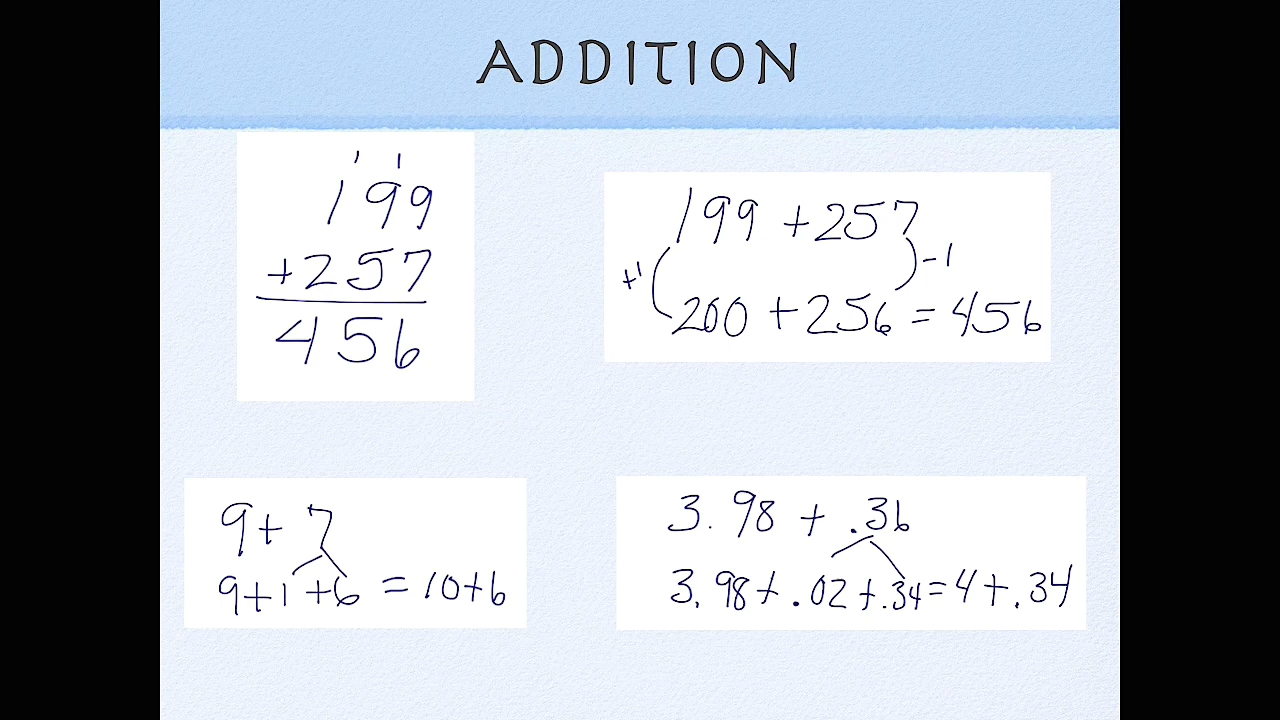 ADDITION
1 1
199
+257
456
199 +257
+1 -1
200 +256 = 456
9+ 7
9+1 +6 = 10+6
3.98 + .36
3.98+ .02 +.34=4+.34